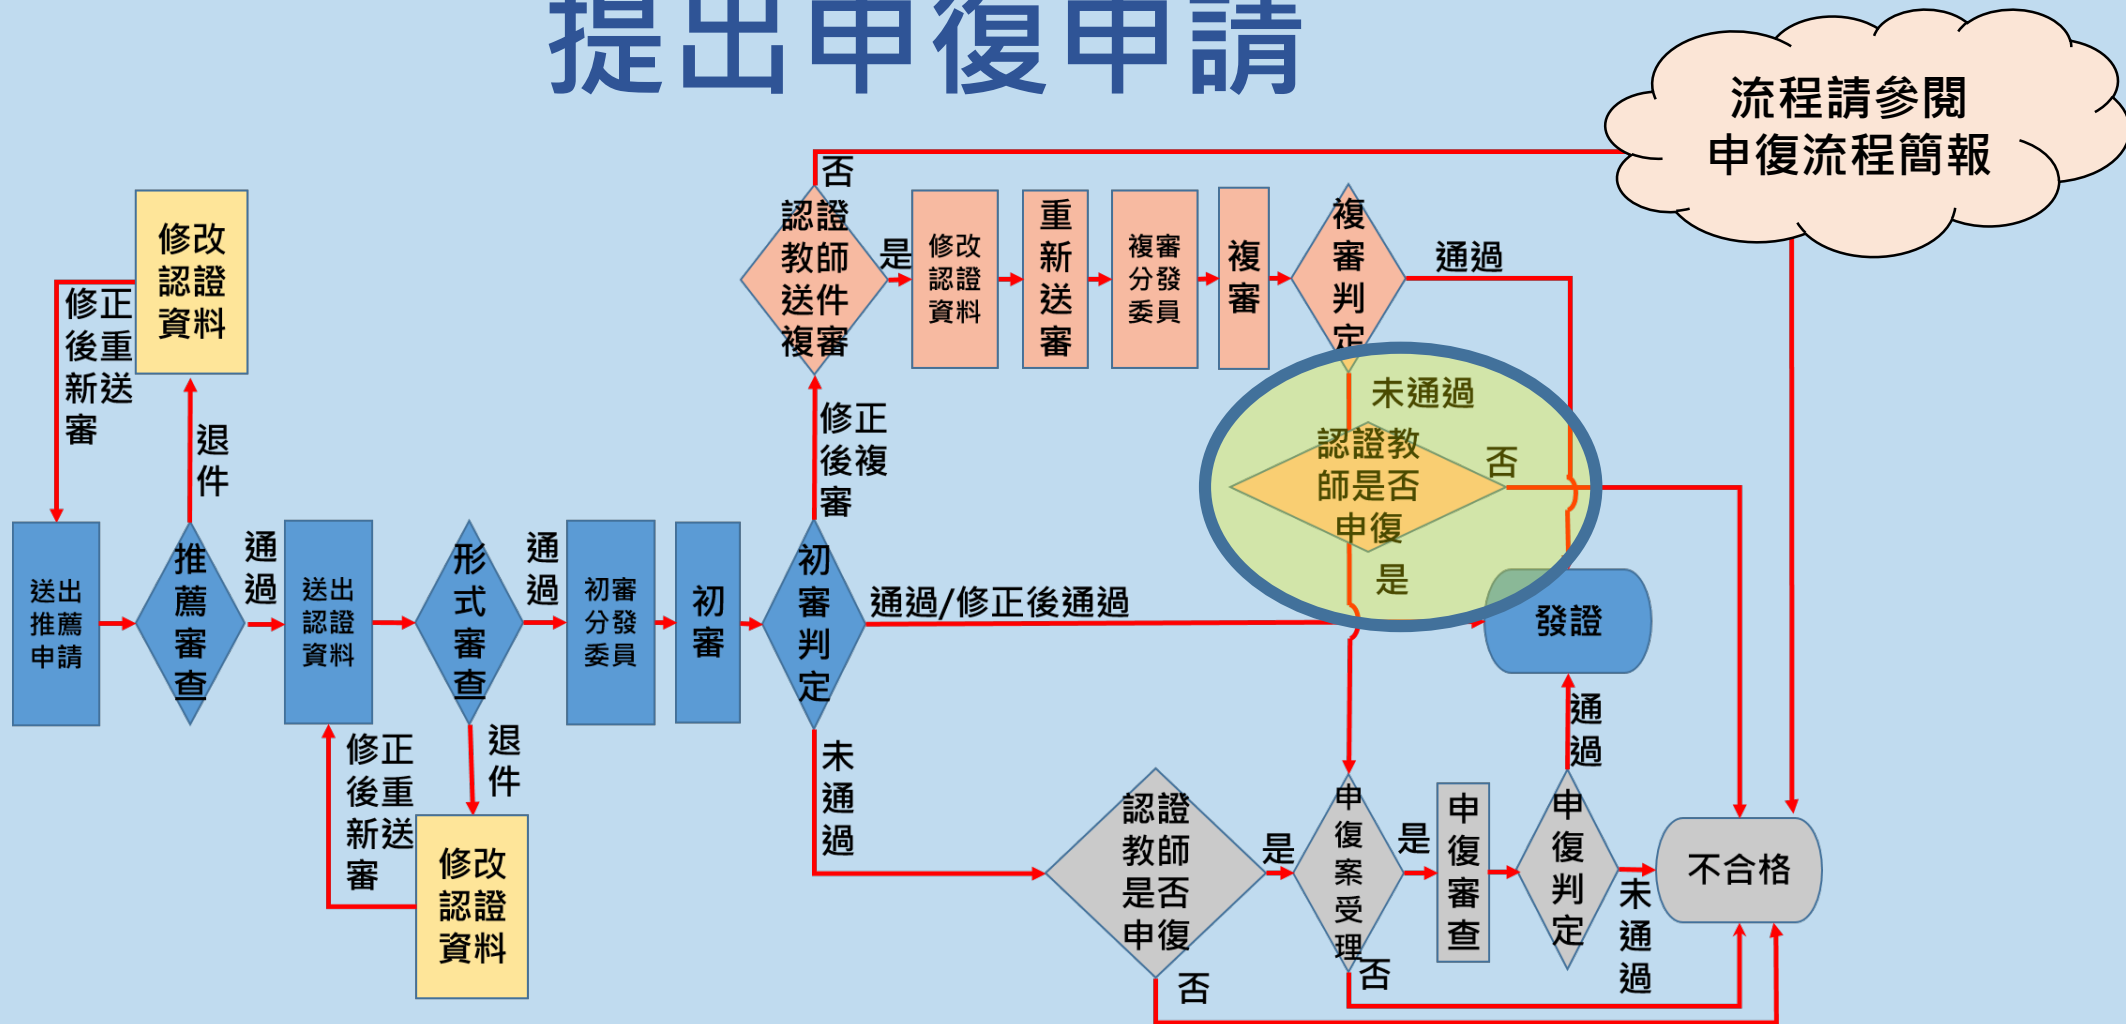 提出申復申請
流程請參閱
申復流程簡報
修改
認證
資料
修正
後重
新送
審
退
件
送出
推薦
申請
推
薦
審
查
通
過
送出
認證
資料
形
式
審
查
通
過
退
件
修正
後重
新送
審
修改
認證
資料
初審
分發
委員
初
審
初
審
判
定
修正
後複
審
否
認證
教師
送件
複審
是
修改
認證
資料
重
新
送
審
複審
分發
委員
複
審
複
審
判
定
通過
未通過
認證教
師是否
申復
否
是
通過/修正後通過
發證
未
通
過
認證
教師
是否
申復
是
否
申
復
案
受
理
是
否
申
復
審
查
申
復
判
定
通
過
未
通
過
不合格